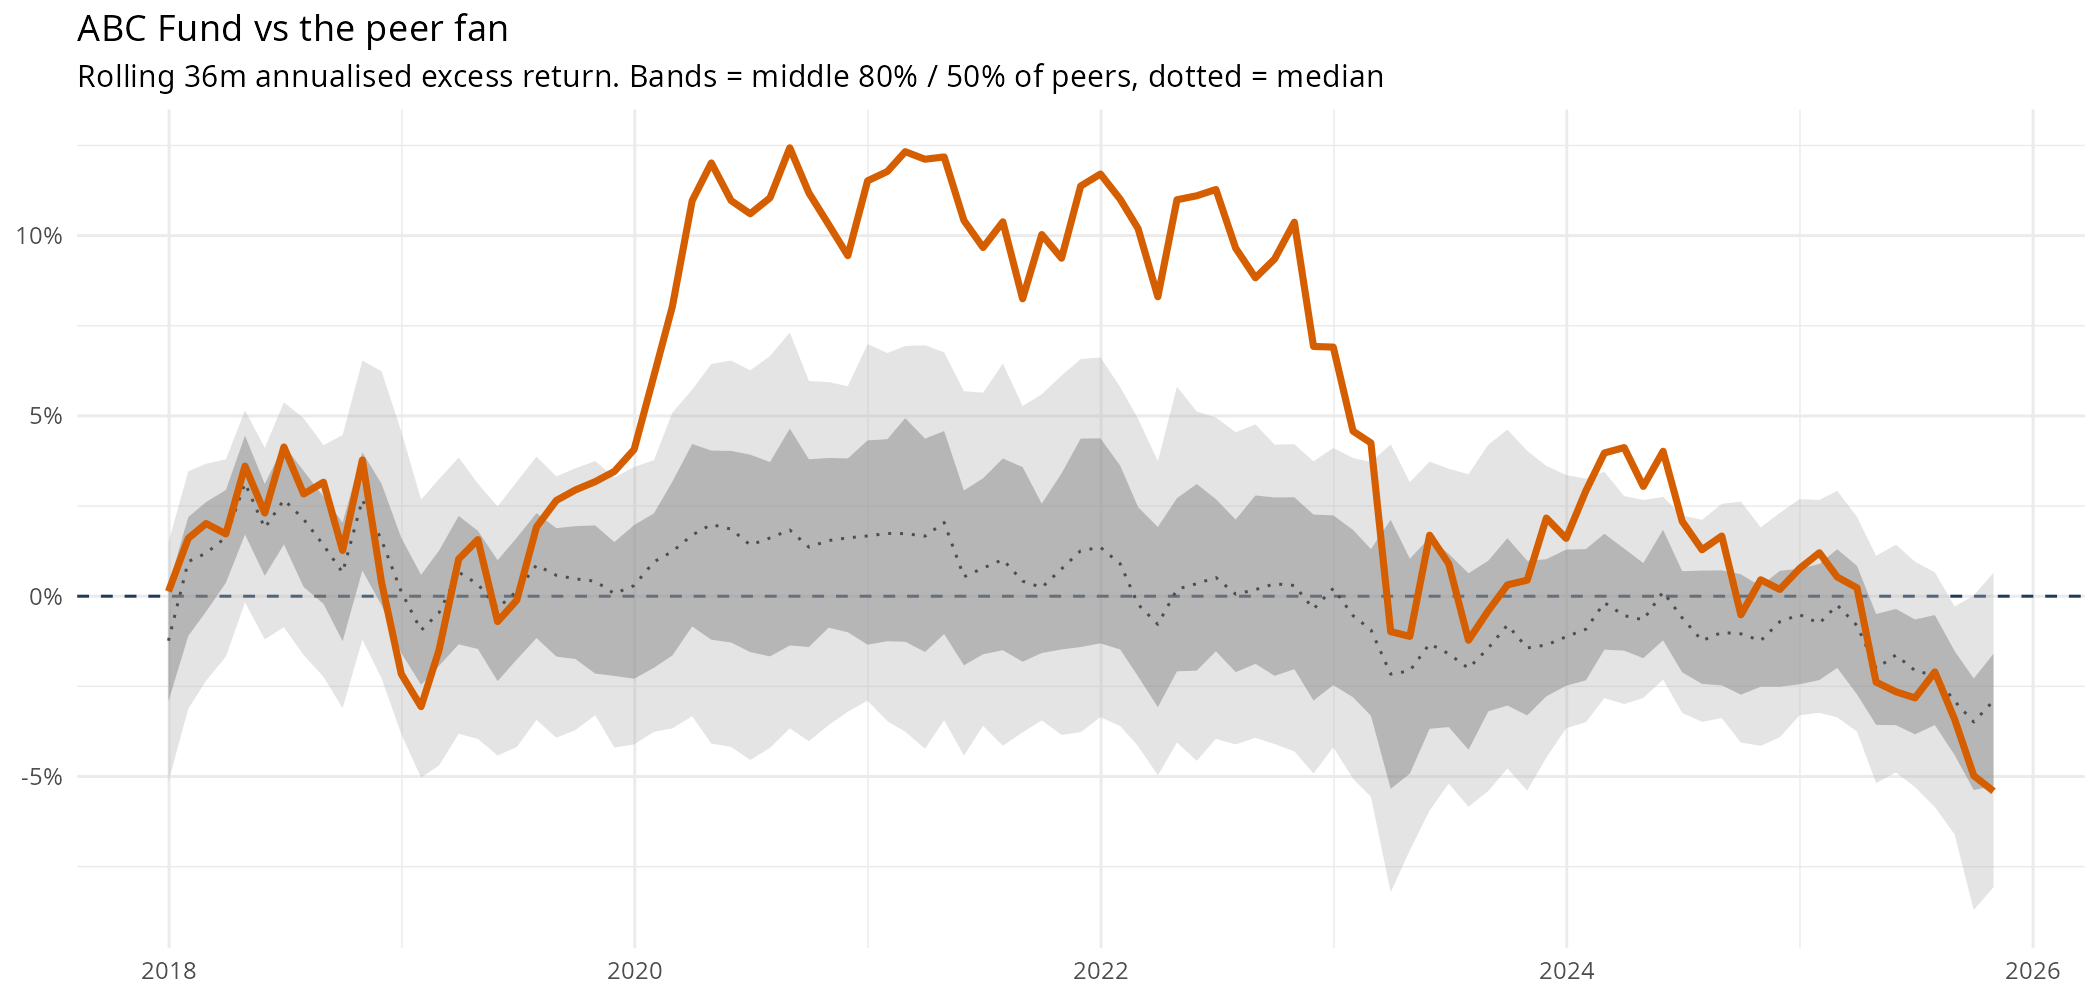 ABC Fund vs the peer fan
Rolling 36m annualised excess return. Bands = middle 80% / 50% of peers, dotted = median
10%
5%
0%
-5%
2018 2020 2022 2024 2026